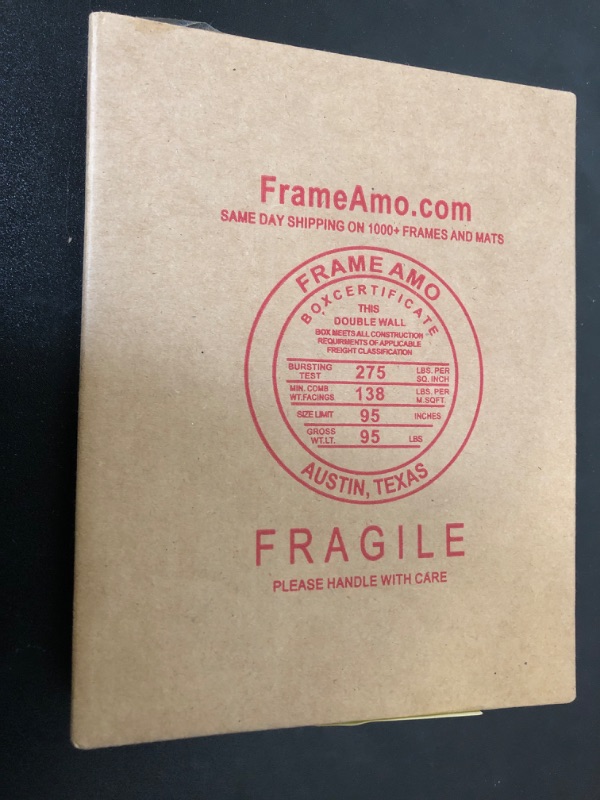 FrameAmo.com
SAME DAY SHIPPING ON 1000+ FRAMES AND MATS
FRAME AMO
BOX CERTIFICATE
THIS
DOUBLE WALL
BOX MEETS ALL CONSTRUCTION
REQUIRMENTS OF APPLICABLE
FREIGHT CLASSIFICATION
BURSTING TEST 275 LBS. PER SQ. INCH
MIN. COMB WT.FACINGS 138 LBS. PER M.SQFT.
SIZE LIMIT 95 INCHES
GROSS WT.LT. 95 LBS
AUSTIN, TEXAS
FRAGILE
PLEASE HANDLE WITH CARE